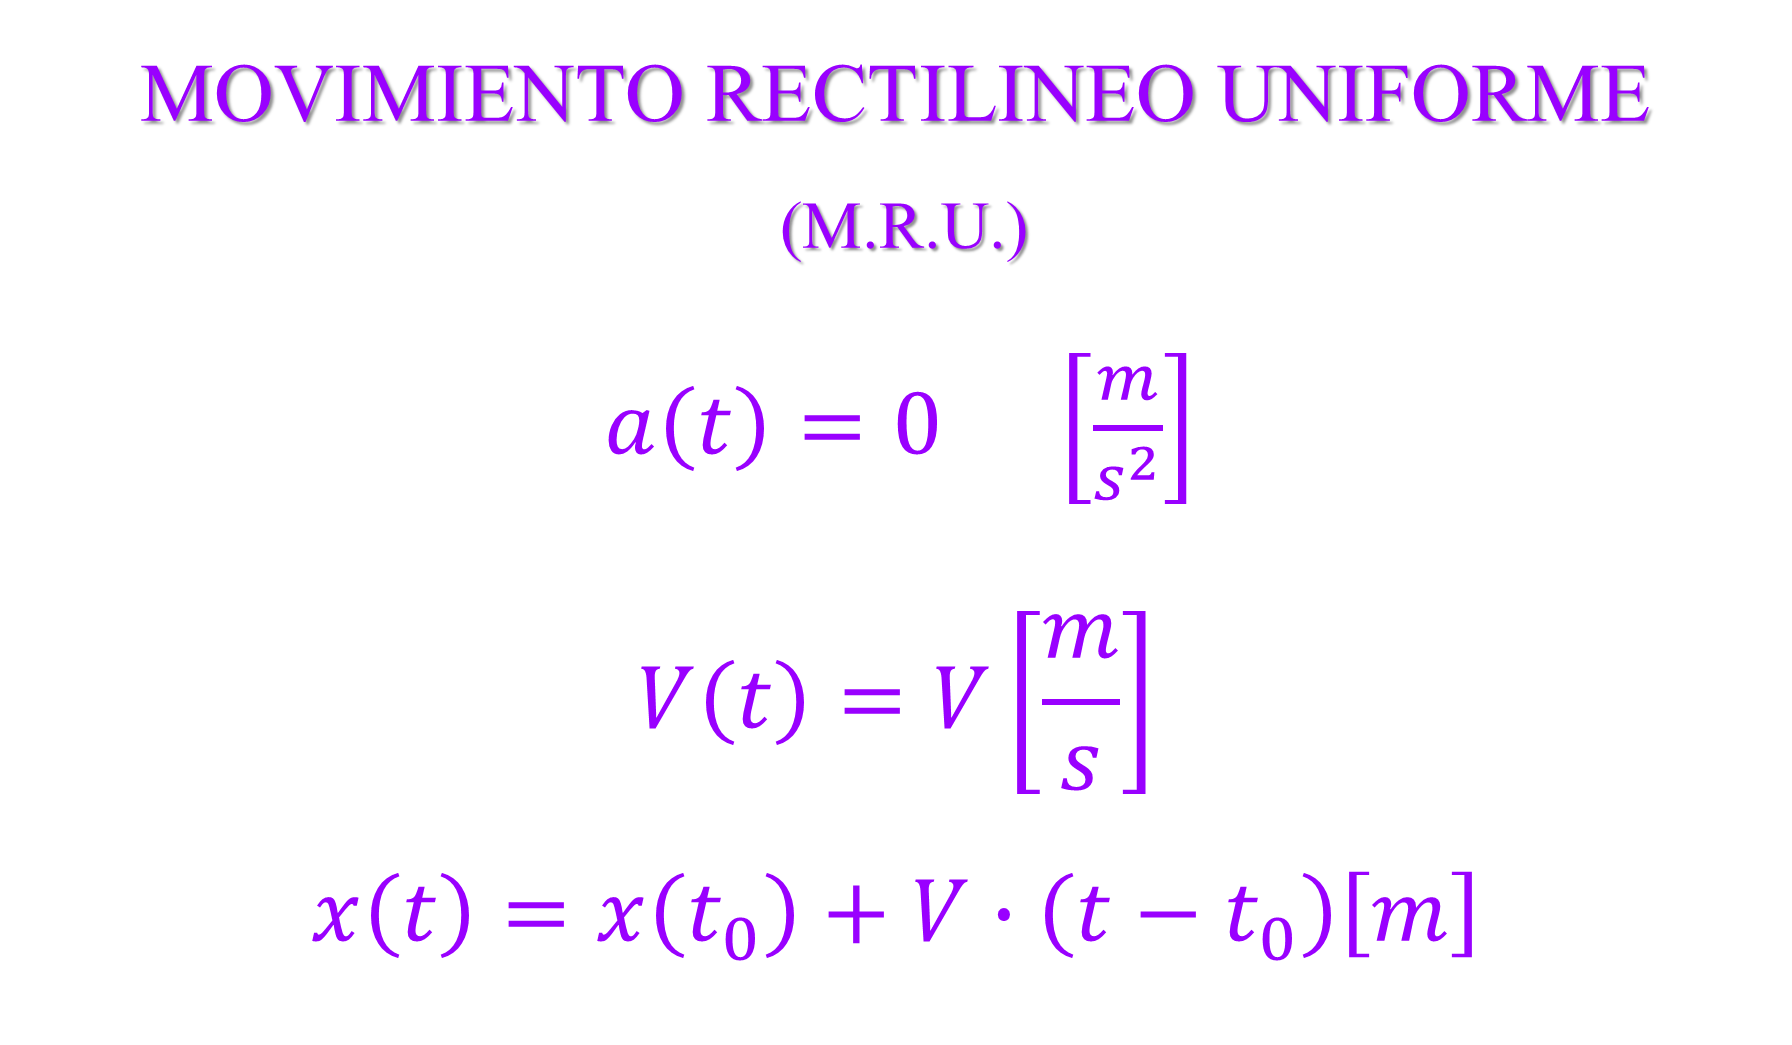 MOVIMIENTO RECTILINEO UNIFORME
(M.R.U.)
a(t) = 0 [m/s²]
V(t) = V [m/s]
x(t) = x(t₀) + V · (t − t₀)[m]